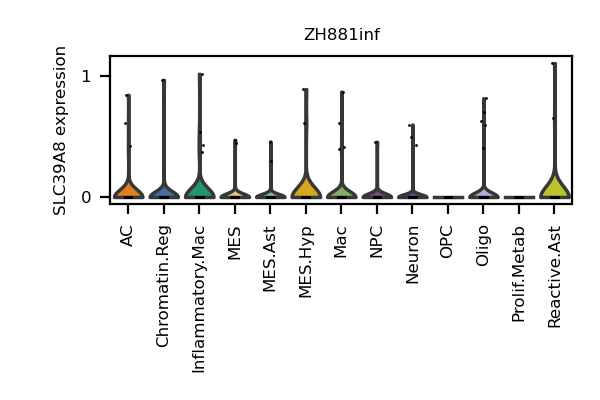 ZH881inf
SLC39A8 expression
1
0
AC
Chromatin.Reg
Inflammatory.Mac
MES
MES.Ast
MES.Hyp
Mac
NPC
Neuron
OPC
Oligo
Prolif.Metab
Reactive.Ast